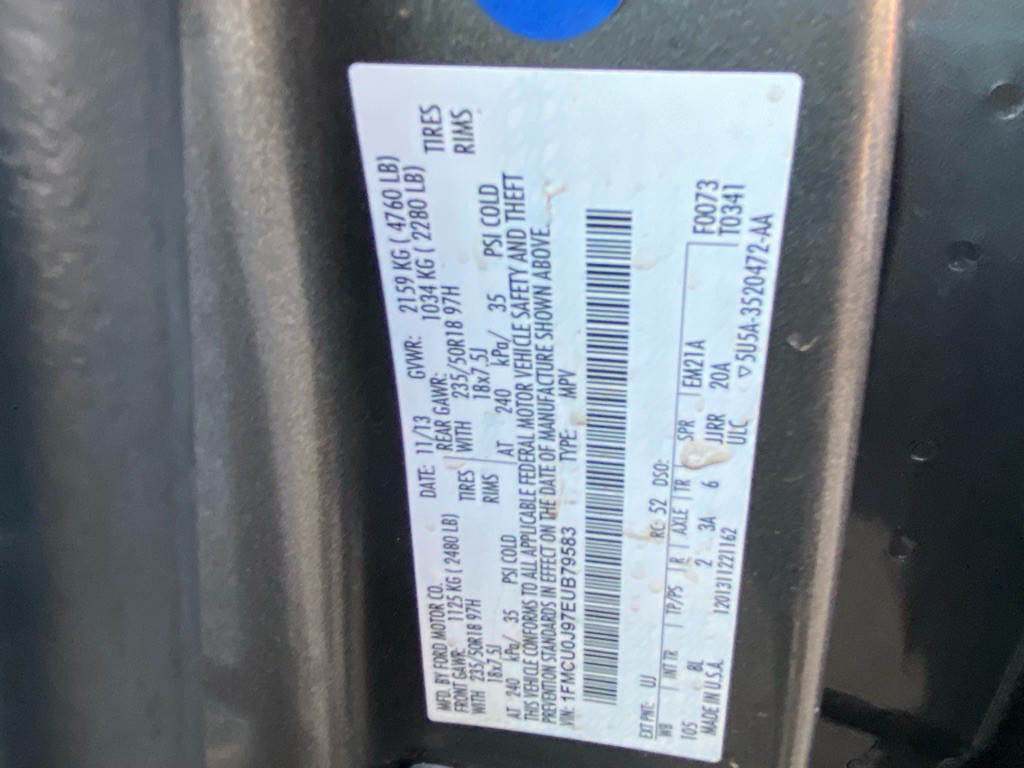 MFD. BY FORD MOTOR CO.
DATE: 11/13 GVWR: 2159 KG ( 4760 LB)
FRONT GAWR: 1125 KG ( 2480 LB) REAR GAWR: 1034 KG ( 2280 LB)
WITH 235/50R18 97H TIRES WITH 235/50R18 97H TIRES
18x7.5J RIMS 18x7.5J RIMS
AT 240 kPa/ 35 PSI COLD AT 240 kPa/ 35 PSI COLD
THIS VEHICLE CONFORMS TO ALL APPLICABLE FEDERAL MOTOR VEHICLE SAFETY AND THEFT
PREVENTION STANDARDS IN EFFECT ON THE DATE OF MANUFACTURE SHOWN ABOVE.
VIN: 1FMCU0J97EUB79583 TYPE: MPV
EXT PNT: UJ RC: 52 DSO:
WB INT TR TP/PS R AXLE TR SPR EM21A F0073
105 BL 2 3A 6 JJRR 20A T0341
MADE IN U.S.A. 120131221162 ULC ▽5U5A-3520472-AA